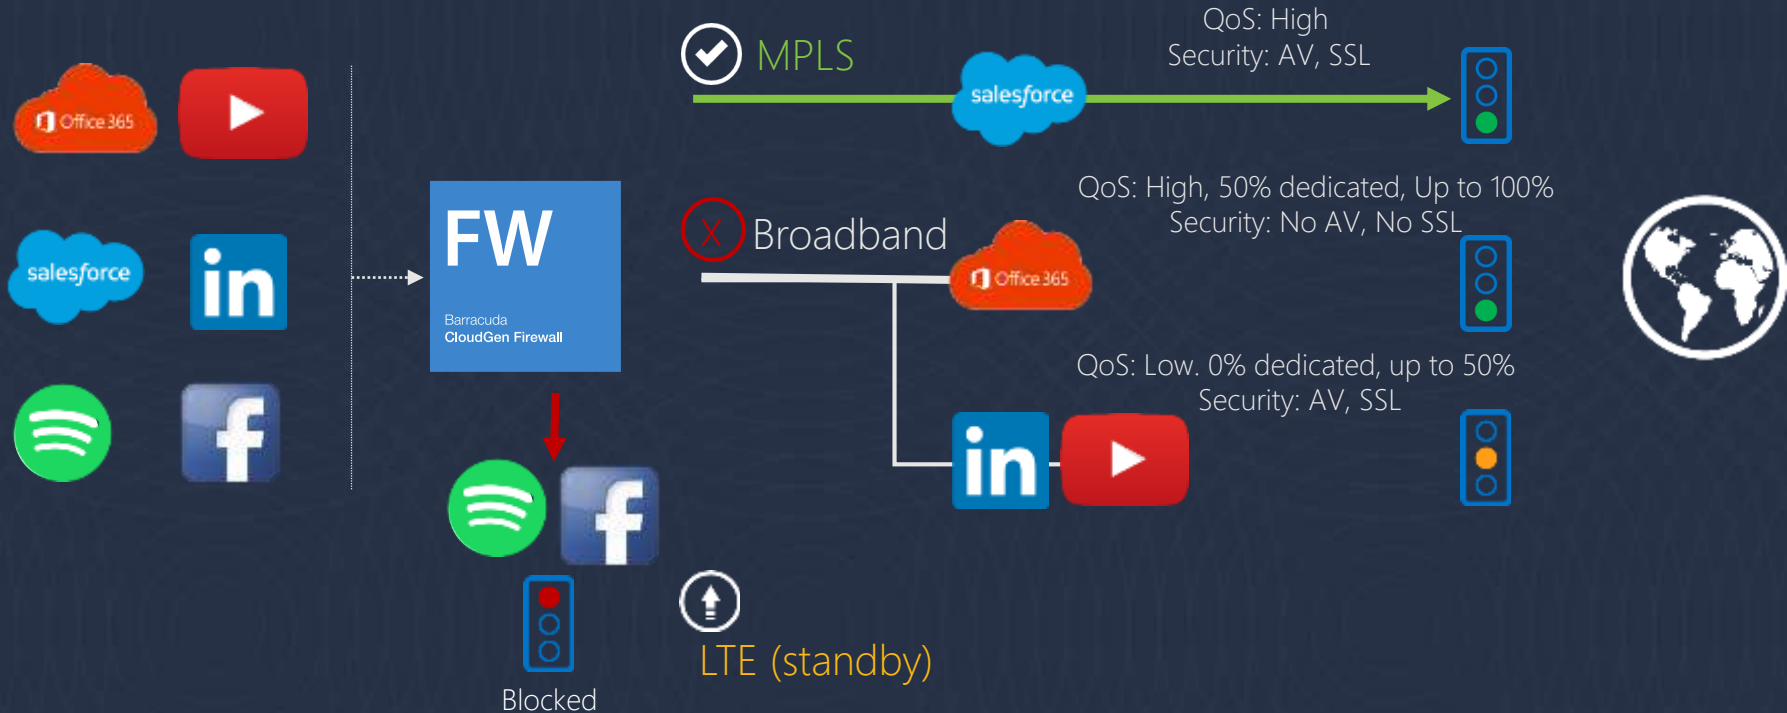 Office 365
salesforce
in
f
FW
Barracuda
CloudGen Firewall
f
Blocked
MPLS
salesforce
QoS: High
Security: AV, SSL
X
Broadband
Office 365
QoS: High, 50% dedicated, Up to 100%
Security: No AV, No SSL
QoS: Low. 0% dedicated, up to 50%
Security: AV, SSL
in
LTE (standby)